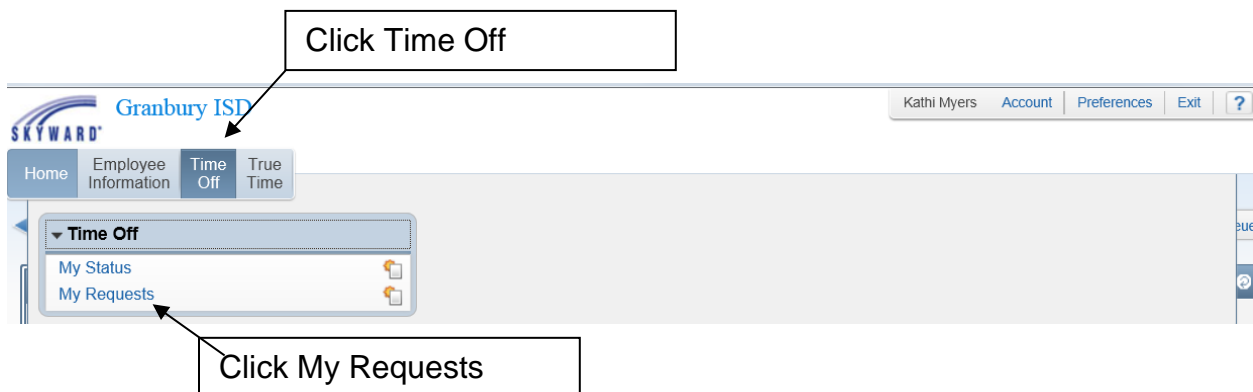 Click Time Off
Granbury ISD
Kathi Myers Account Preferences Exit ?
SKYWARD®
Home Employee Information Time Off True Time
Time Off
My Status
My Requests
Click My Requests